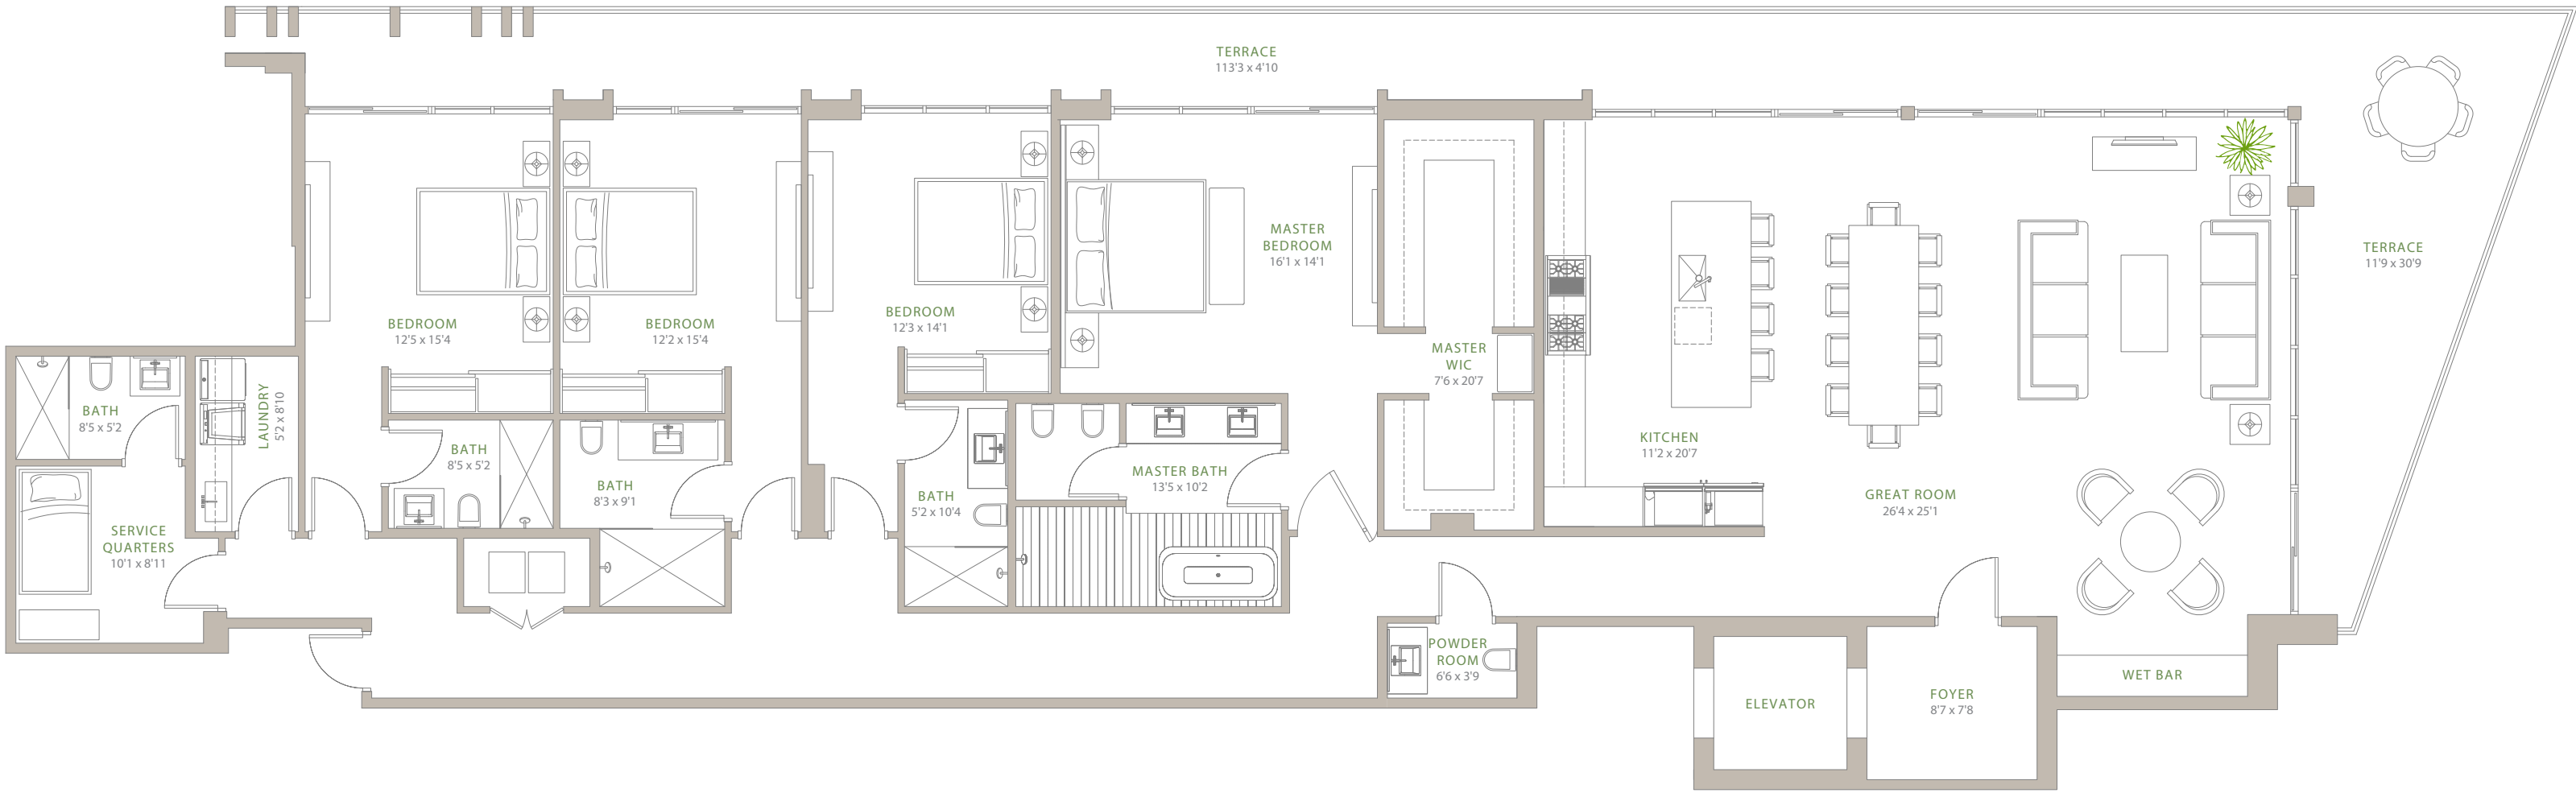 TERRACE
113'3 x 4'10
MASTER
BEDROOM
16'1 x 14'1
TERRACE
11'9 x 30'9
BEDROOM
12'5 x 15'4
BEDROOM
12'2 x 15'4
BEDROOM
12'3 x 14'1
MASTER
WIC
7'6 x 20'7
BATH
8'5 x 5'2
LAUNDRY
5'2 x 8'10
BATH
8'5 x 5'2
BATH
8'3 x 9'1
BATH
5'2 x 10'4
MASTER BATH
13'5 x 10'2
KITCHEN
11'2 x 20'7
GREAT ROOM
26'4 x 25'1
SERVICE
QUARTERS
10'1 x 8'11
POWDER
ROOM
6'6 x 3'9
ELEVATOR
FOYER
8'7 x 7'8
WET BAR